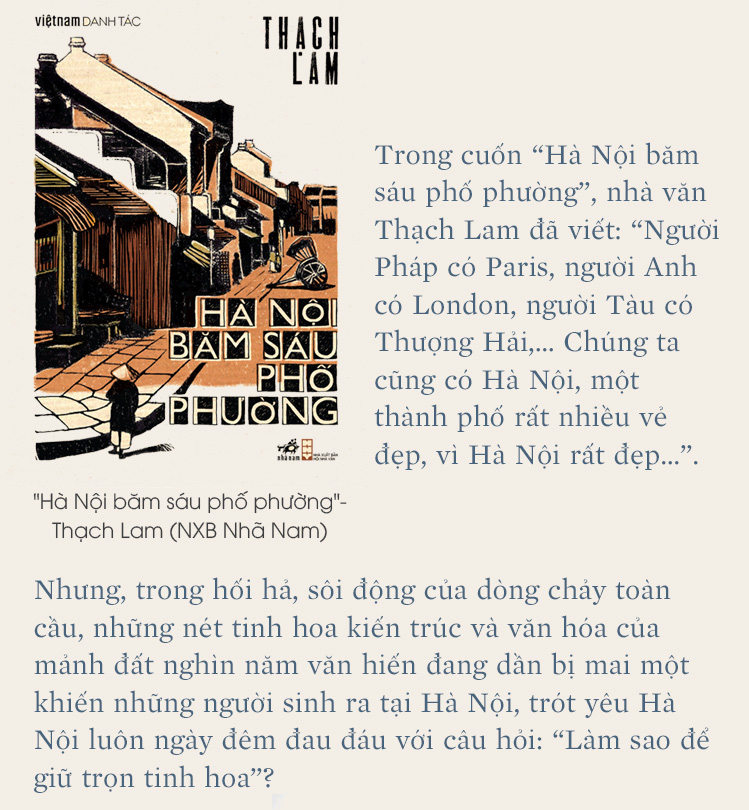 việtnam DANH TÁC
THẠCH
LAM
HÀ NỘI
BĂM SÁU
PHỐ
PHƯỜNG
nhã nam
NHÀ XUẤT BẢN
HỘI NHÀ VĂN
"Hà Nội băm sáu phố phường"-
Thạch Lam (NXB Nhã Nam)
Trong cuốn “Hà Nội băm
sáu phố phường”, nhà văn
Thạch Lam đã viết: “Người
Pháp có Paris, người Anh
có London, người Tàu có
Thượng Hải,... Chúng ta
cũng có Hà Nội, một
thành phố rất nhiều vẻ
đẹp, vì Hà Nội rất đẹp...”.
Nhưng, trong hối hả, sôi động của dòng chảy toàn
cầu, những nét tinh hoa kiến trúc và văn hóa của
mảnh đất nghìn năm văn hiến đang dần bị mai một
khiến những người sinh ra tại Hà Nội, trót yêu Hà
Nội luôn ngày đêm đau đáu với câu hỏi: “Làm sao để
giữ trọn tinh hoa”?